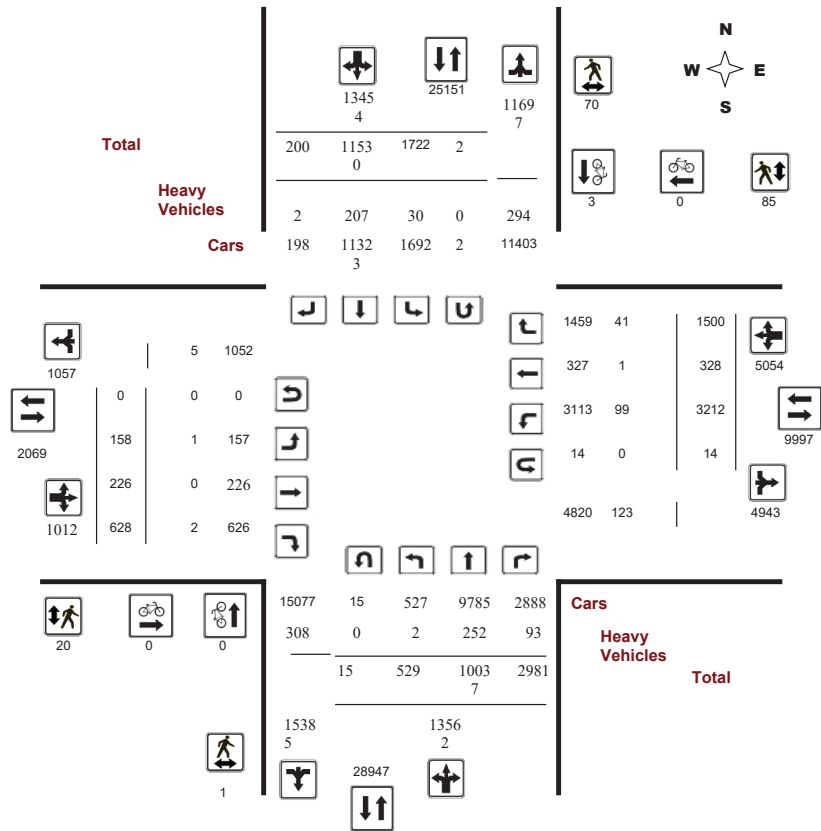 N
W E
S
25151
1345
4
1169
7
70
Total
200 1153
0 1722 2
3 0 85
Heavy
Vehicles
2 207 30 0 294
Cars
198 1132
3 1692 2 11403
1459 41 1500
5 1052
1057
327 1 328 5054
0 0 0
3113 99 3212
9997
158 1 157
2069
14 0 14
226 0 226
4820 123 4943
1012
628 2 626
15077 15 527 9785 2888
Cars
308 0 2 252 93
Heavy
Vehicles
20 0 0
15 529 1003
7 2981
Total
1538
5
1356
2
28947
1